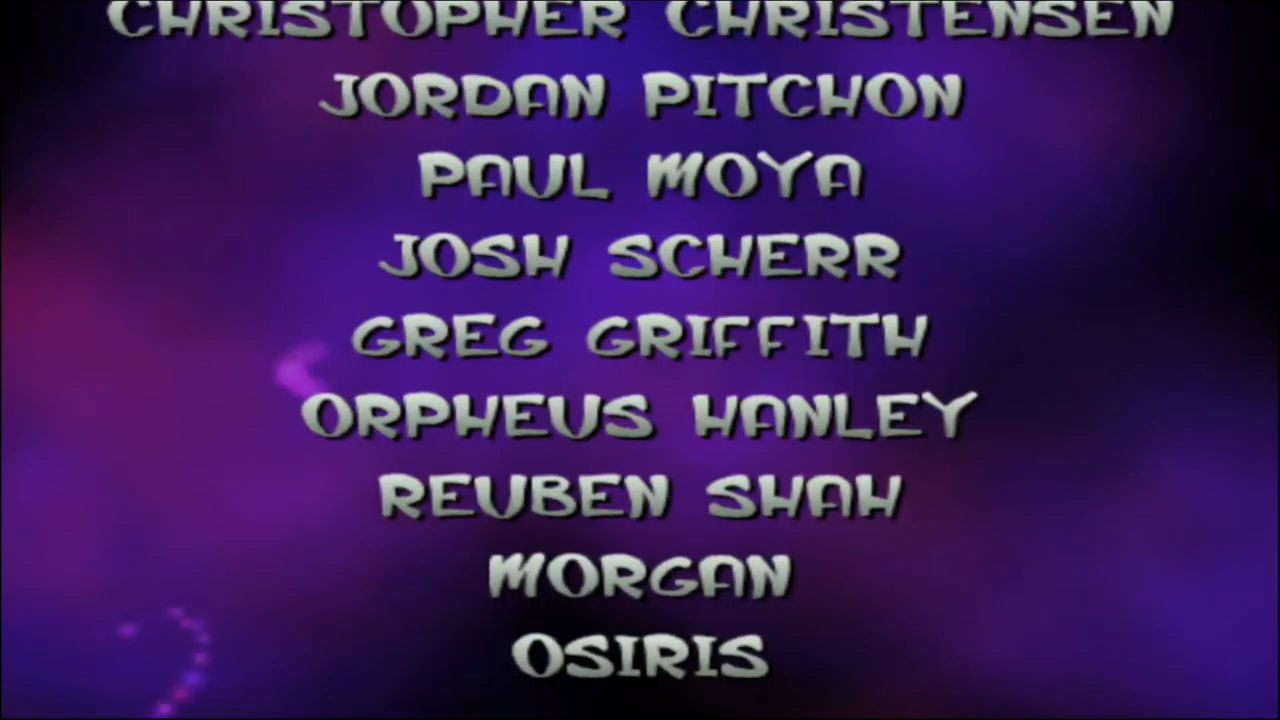 CHRISTOPHER CHRISTENSEN
JORDAN PITCHON
PAUL MOYA
JOSH SCHERR
GREG GRIFFITH
ORPHEUS HANLEY
REUBEN SHAH
MORGAN
OSIRIS